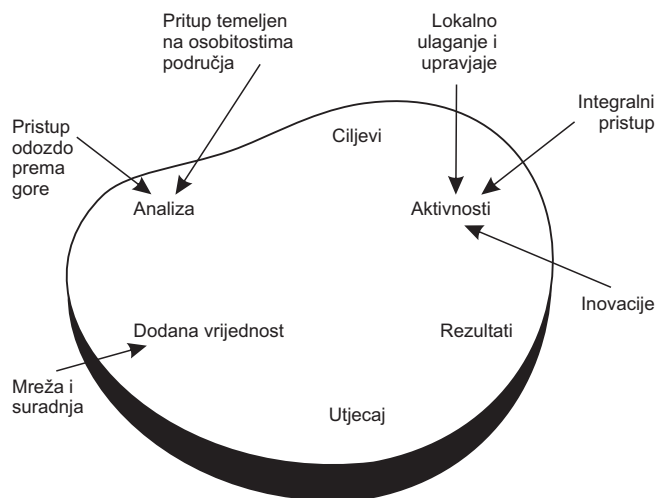 Pritup temeljen
na osobitostima
područja
Lokalno
ulaganje i
upravjaje
Integralni
pristup
Pristup
odozdo
prema
gore
Ciljevi
Analiza
Aktivnosti
Inovacije
Dodana vrijednost
Rezultati
Mreža i
suradnja
Utjecaj